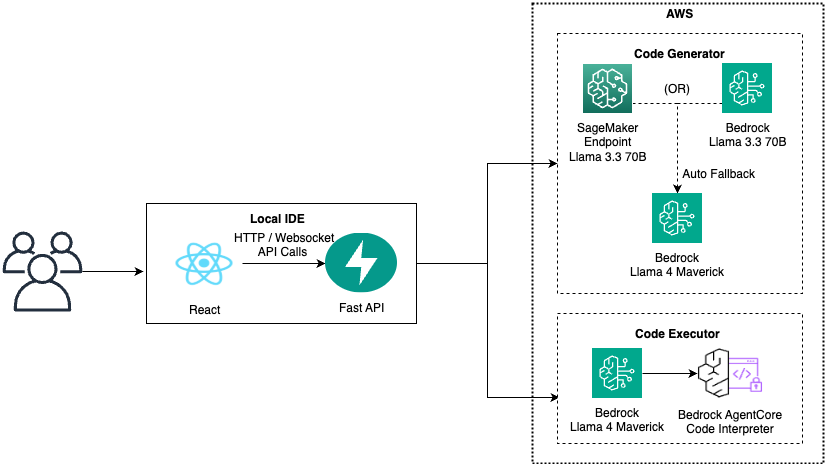 AWS
Code Generator
(OR)
SageMaker
Endpoint
Llama 3.3 70B
Bedrock
Llama 3.3 70B
Auto Fallback
Bedrock
Llama 4 Maverick
Local IDE
HTTP / Websocket
API Calls
React
Fast API
Code Executor
Bedrock
Llama 4 Maverick
Bedrock AgentCore
Code Interpreter